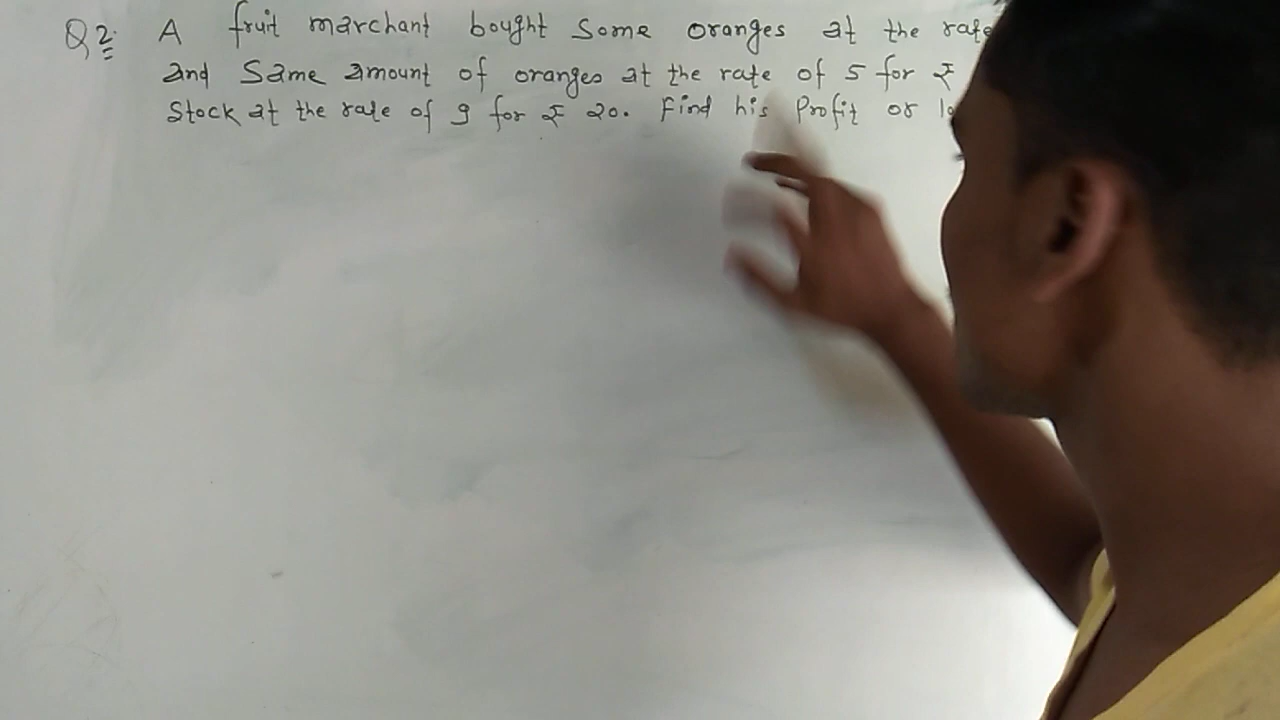 Q2. A fruit marchant bought Some oranges at the rate
and Same amount of oranges at the rate of 5 for ₹
Stock at the rate of 9 for ₹ 20. Find his Profit or